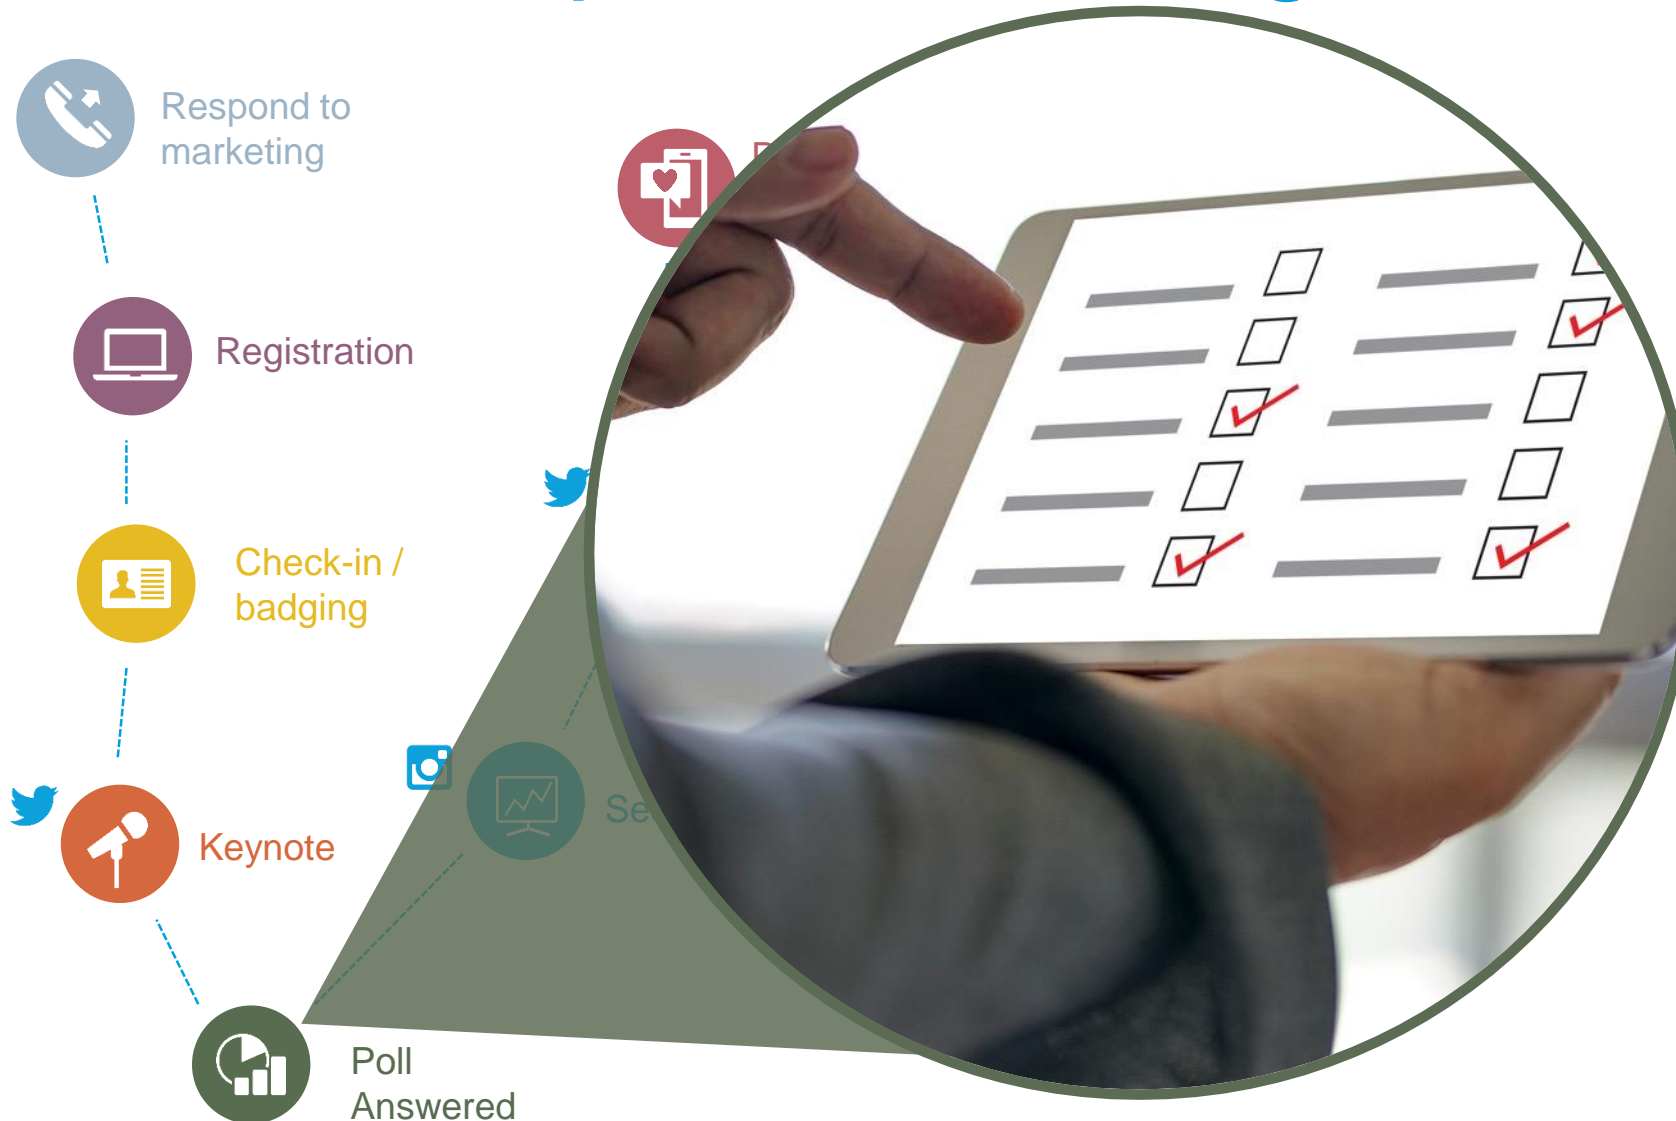 Respond to
marketing
Registration
Check-in /
badging
Keynote
Poll
Answered